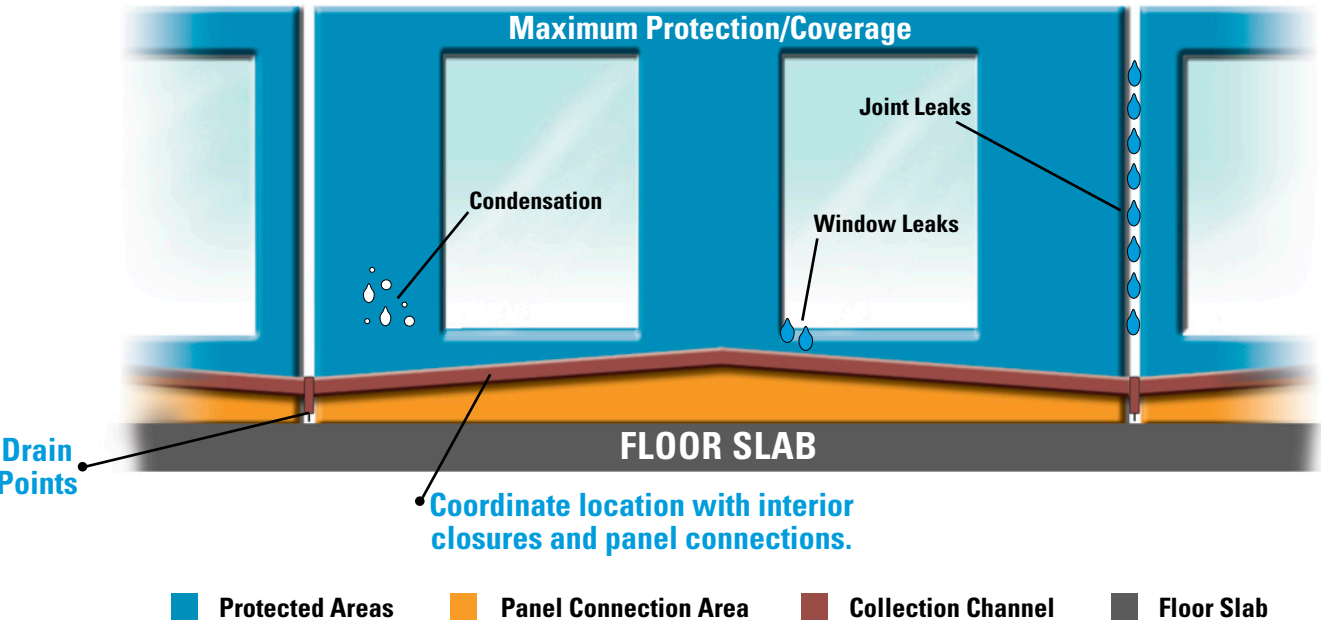 Maximum Protection/Coverage
Joint Leaks
Condensation
Window Leaks
FLOOR SLAB
Drain
Points
Coordinate location with interior
closures and panel connections.
Protected Areas
Panel Connection Area
Collection Channel
Floor Slab